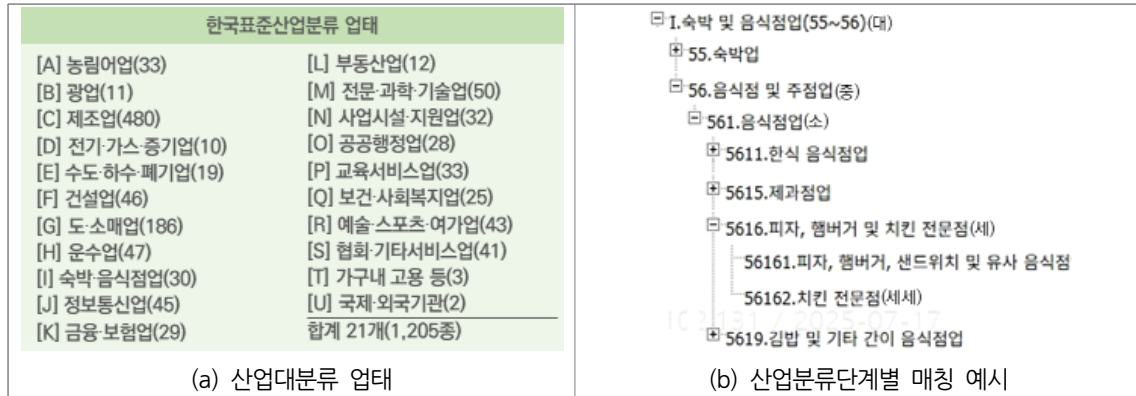 한국표준산업분류 업태
[A] 농림어업(33)
[B] 광업(11)
[C] 제조업(480)
[D] 전기·가스·증기업(10)
[E] 수도·하수·폐기업(19)
[F] 건설업(46)
[G] 도·소매업(186)
[H] 운수업(47)
[I] 숙박·음식점업(30)
[J] 정보통신업(45)
[K] 금융·보험업(29)
[L] 부동산업(12)
[M] 전문·과학·기술업(50)
[N] 사업시설·지원업(32)
[O] 공공행정업(28)
[P] 교육서비스업(33)
[Q] 보건·사회복지업(25)
[R] 예술·스포츠·여가업(43)
[S] 협회·기타서비스업(41)
[T] 가구내 고용 등(3)
[U] 국제·외국기관(2)
합계 21개(1,205종)
(a) 산업대분류 업태
I.숙박 및 음식점업(55~56)(대)
55.숙박업
56.음식점 및 주점업(중)
561.음식점업(소)
5611.한식 음식점업
5615.제과점업
5616.피자, 햄버거 및 치킨 전문점(세)
56161.피자, 햄버거, 샌드위치 및 유사 음식점
56162.치킨 전문점(세세)
5619.김밥 및 기타 간이 음식점업
(b) 산업분류단계별 매칭 예시
131 / 2025-07-17